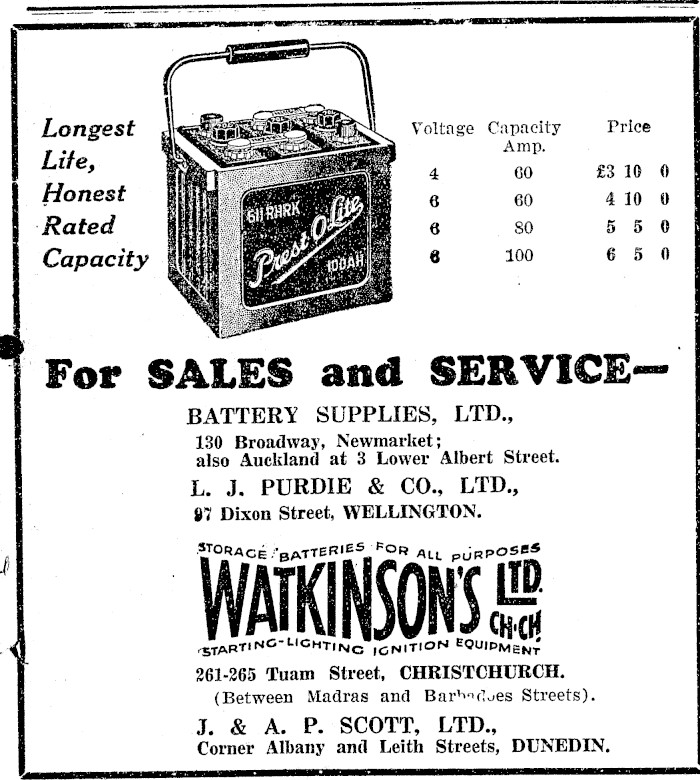 Longest
Life,
Honest
Rated
Capacity
611 RHRK
Prest-O-Lite
100AH
Voltage Capacity Amp. Price
4 60 £3 10 0
6 60 4 10 0
6 80 5 5 0
6 100 6 5 0
For SALES and SERVICE—
BATTERY SUPPLIES, LTD.,
130 Broadway, Newmarket;
also Auckland at 3 Lower Albert Street.
L. J. PURDIE & CO., LTD.,
97 Dixon Street, WELLINGTON.
STORAGE BATTERIES FOR ALL PURPOSES
WATKINSON'S LTD.
CH·CH.
STARTING-LIGHTING IGNITION EQUIPMENT
261-265 Tuam Street, CHRISTCHURCH.
(Between Madras and Barbadoes Streets).
J. & A. P. SCOTT, LTD.,
Corner Albany and Leith Streets, DUNEDIN.